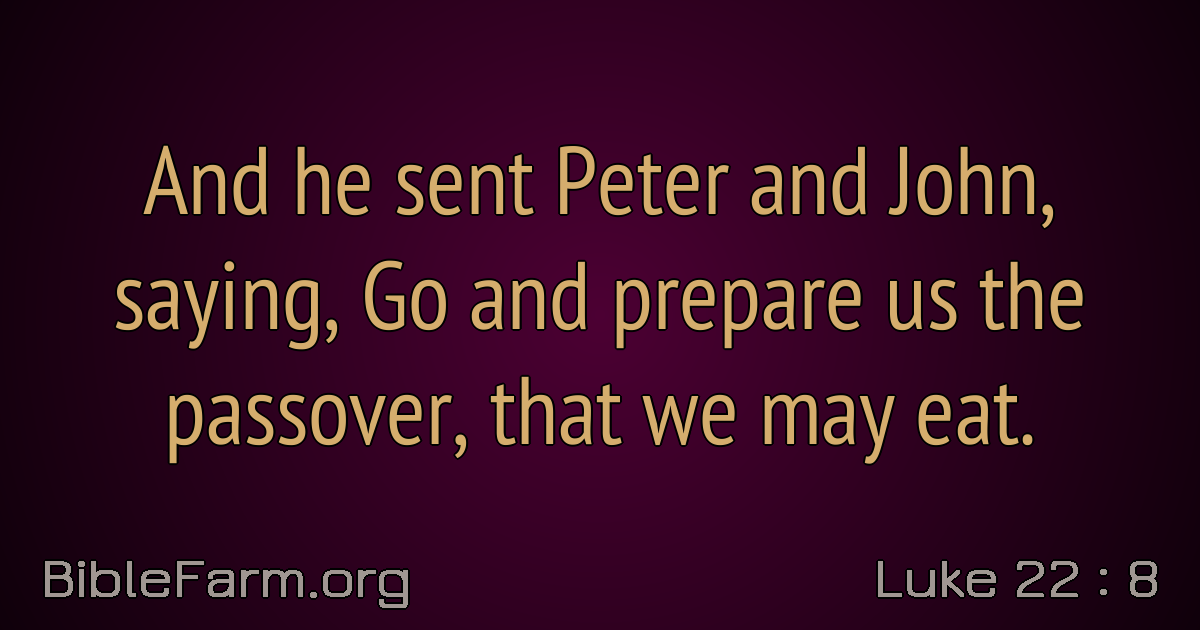 And he sent Peter and John,
saying, Go and prepare us the
passover, that we may eat.
BibleFarm.org
Luke 22 : 8